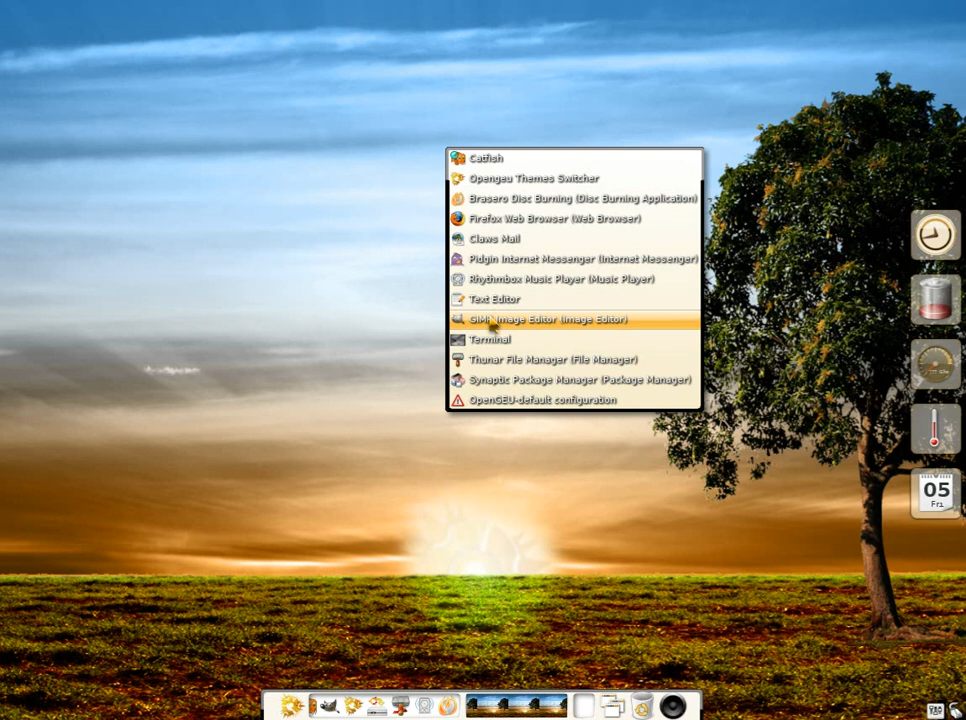 Catfish
Opengeu Themes Switcher
Brasero Disc Burning (Disc Burning Application)
Firefox Web Browser (Web Browser)
Claws Mail
Pidgin Internet Messenger (Internet Messenger)
Rhythmbox Music Player (Music Player)
Text Editor
GIMP Image Editor (Image Editor)
Terminal
Thunar File Manager (File Manager)
Synaptic Package Manager (Package Manager)
OpenGEU-default configuration
05
Fri